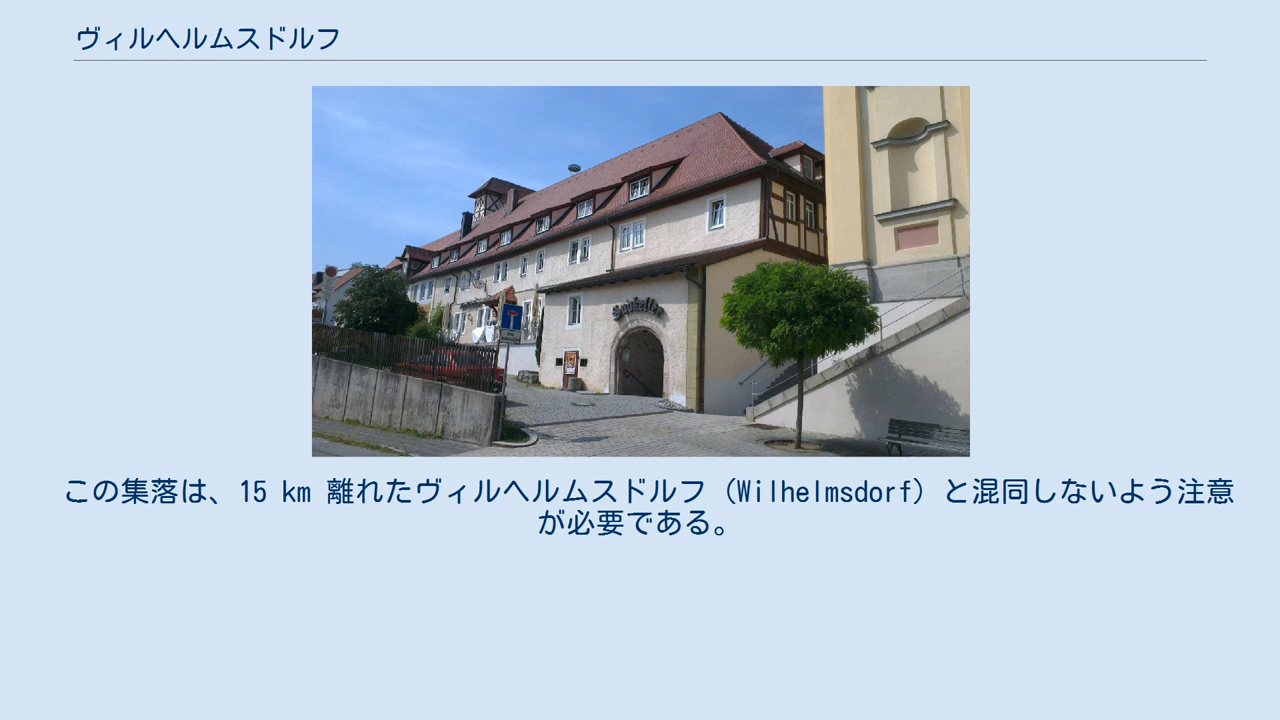 ヴィルヘルムスドルフ
Saukeller
この集落は、15 km 離れたヴィルヘルムスドルフ (Wilhelmsdorf) と混同しないよう注意
が必要である。